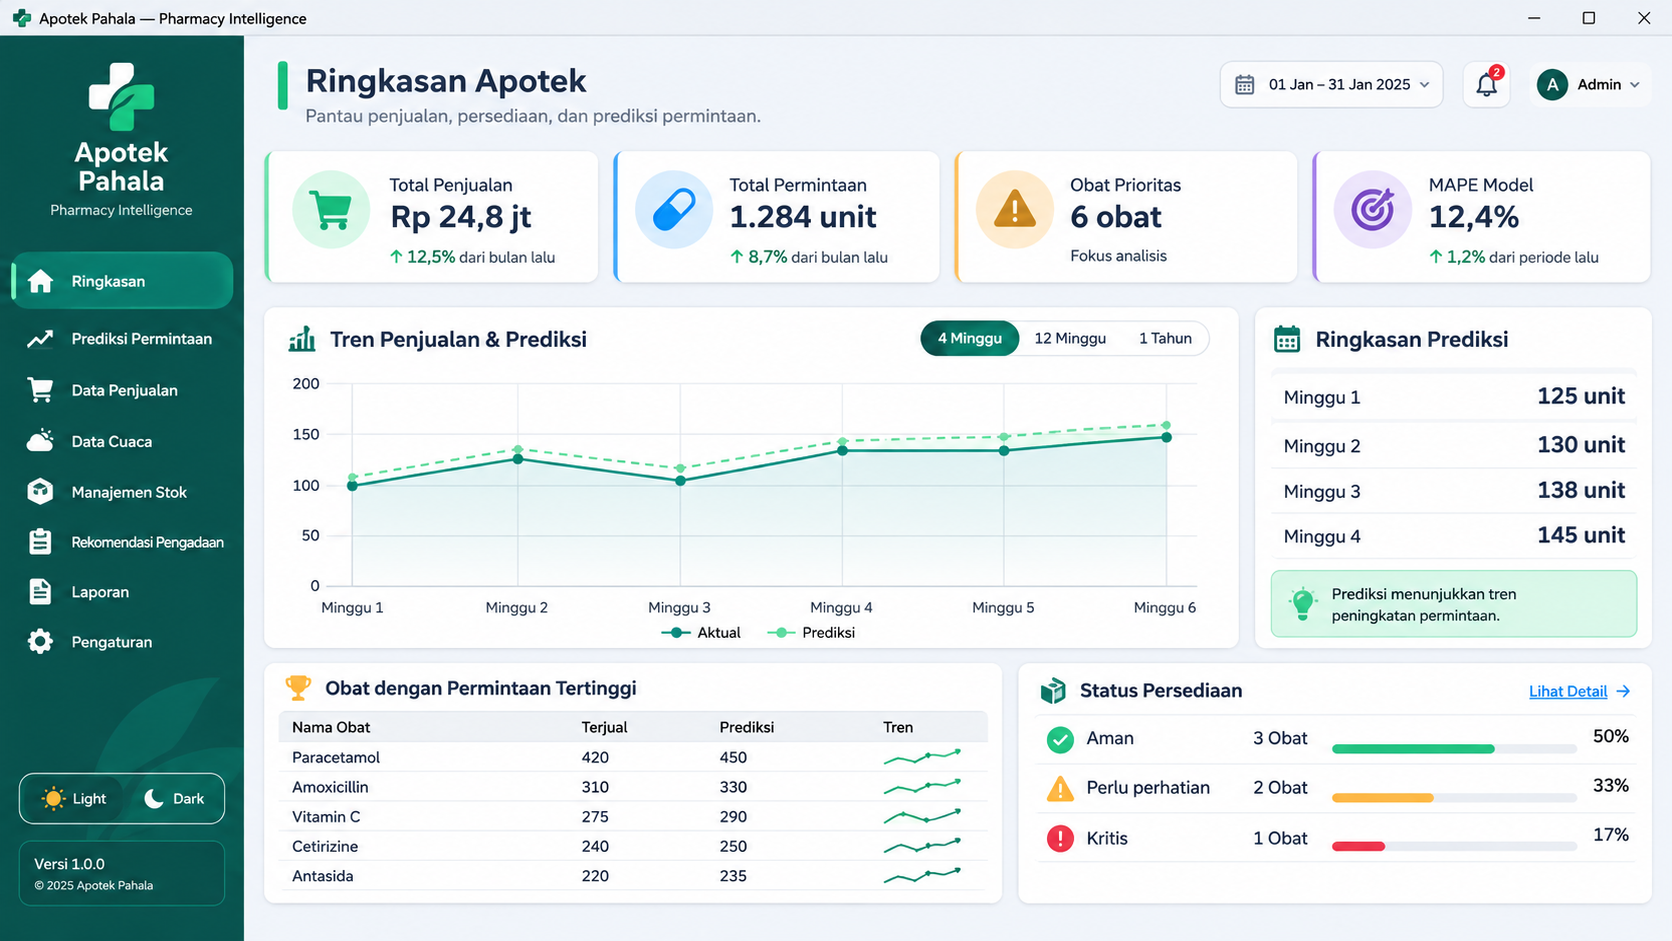 Apotek Pahala — Pharmacy Intelligence
Apotek
Pahala
Pharmacy Intelligence
Ringkasan
Prediksi Permintaan
Data Penjualan
Data Cuaca
Manajemen Stok
Rekomendasi Pengadaan
Laporan
Pengaturan
Light Dark
Versi 1.0.0
© 2025 Apotek Pahala
Ringkasan Apotek
Pantau penjualan, persediaan, dan prediksi permintaan.
01 Jan – 31 Jan 2025
2
A Admin
Total Penjualan
Rp 24,8 jt
↑ 12,5% dari bulan lalu
Total Permintaan
1.284 unit
↑ 8,7% dari bulan lalu
Obat Prioritas
6 obat
Fokus analisis
MAPE Model
12,4%
↑ 1,2% dari periode lalu
Tren Penjualan & Prediksi
4 Minggu 12 Minggu 1 Tahun
200
150
100
50
0
Minggu 1 Minggu 2 Minggu 3 Minggu 4 Minggu 5 Minggu 6
Aktual Prediksi
Ringkasan Prediksi
Minggu 1 125 unit
Minggu 2 130 unit
Minggu 3 138 unit
Minggu 4 145 unit
Prediksi menunjukkan tren
peningkatan permintaan.
Obat dengan Permintaan Tertinggi
Nama Obat Terjual Prediksi Tren
Paracetamol 420 450
Amoxicillin 310 330
Vitamin C 275 290
Cetirizine 240 250
Antasida 220 235
Status Persediaan
Lihat Detail →
Aman 3 Obat 50%
Perlu perhatian 2 Obat 33%
Kritis 1 Obat 17%